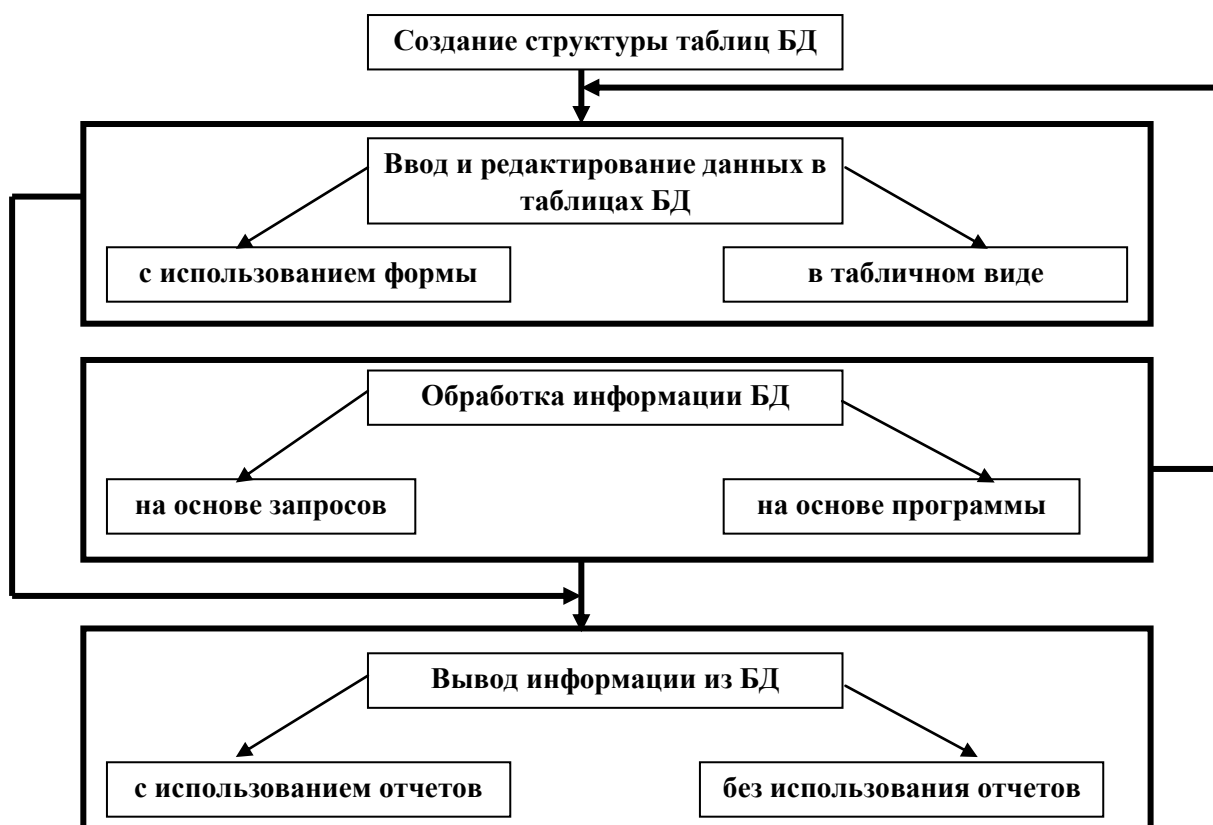 Создание структуры таблиц БД
Ввод и редактирование данных в
таблицах БД
с использованием формы
в табличном виде
Обработка информации БД
на основе запросов
на основе программы
Вывод информации из БД
с использованием отчетов
без использования отчетов